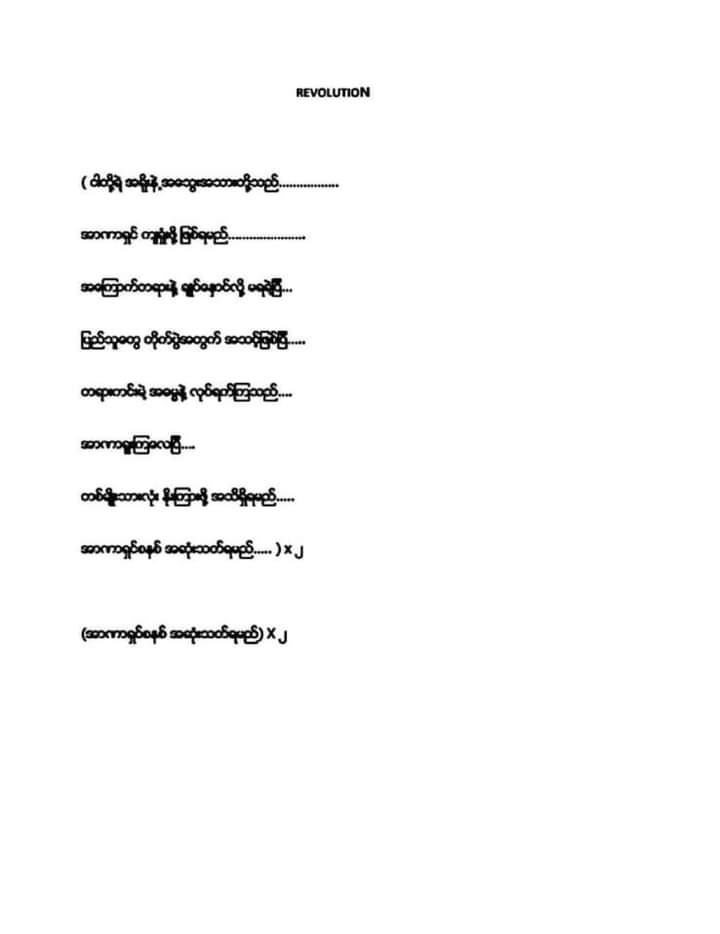 REVOLUTION
( ငါတို့ရဲ အရိုးနဲ့ အသွေးအသားတို့သည်.................
အာဏာရှင် ကျရှုံးဖို့ ဖြစ်ရမည်......................
အကြောက်တရားနဲ့ ချုပ်နှောင်လို့ မရခဲ့ပြီ...
ပြည်သူတွေ တိုက်ပွဲအတွက် အသင့်ဖြစ်ပြီ.....
တရားကင်းမဲ့ အဓမ္မနဲ့ လုပ်ရက်ကြသည်....
အာဏာရူးကြလေပြီ....
တစ်မျိုးသားလုံး နိုးကြားဖို့ အသိရှိရမည်.....
အာဏာရှင်စနစ် အဆုံးသတ်ရမည်..... ) x ၂
(အာဏာရှင်စနစ် အဆုံးသတ်ရမည်) X ၂